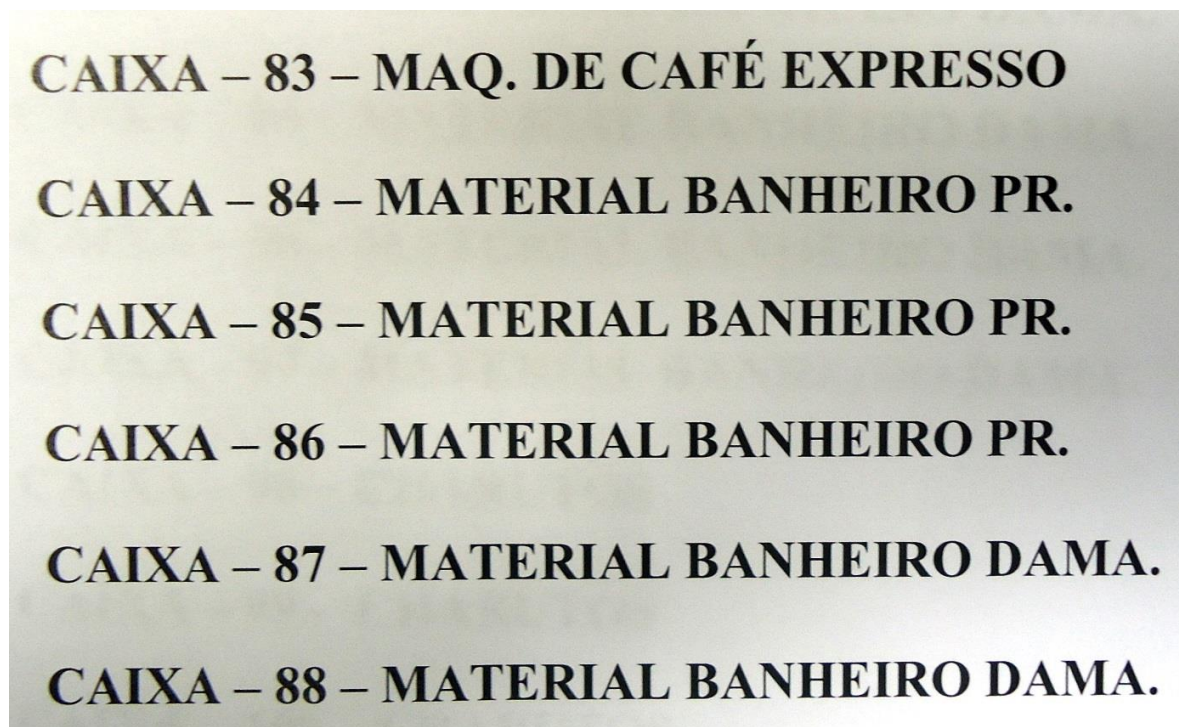 CAIXA – 83 – MAQ. DE CAFÉ EXPRESSO
CAIXA – 84 – MATERIAL BANHEIRO PR.
CAIXA – 85 – MATERIAL BANHEIRO PR.
CAIXA – 86 – MATERIAL BANHEIRO PR.
CAIXA – 87 – MATERIAL BANHEIRO DAMA.
CAIXA – 88 – MATERIAL BANHEIRO DAMA.